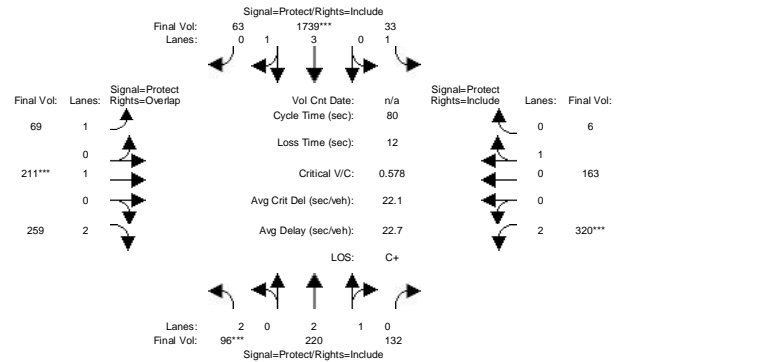 Signal=Protect/Rights=Include
Final Vol: 63 1739*** 33
Lanes: 0 1 3 0 1
Signal=Protect
Final Vol: Lanes: Rights=Overlap
Vol Cnt Date: n/a
Signal=Protect
Rights=Include Lanes: Final Vol:
69 1
Cycle Time (sec): 80
0 6
Loss Time (sec): 12
0
1
211*** 1
Critical V/C: 0.578
0 163
0
Avg Crit Del (sec/veh): 22.1
0
259 2
Avg Delay (sec/veh): 22.7
2 320***
LOS: C+
Lanes: 2 0 2 1 0
Final Vol: 96*** 220 132
Signal=Protect/Rights=Include